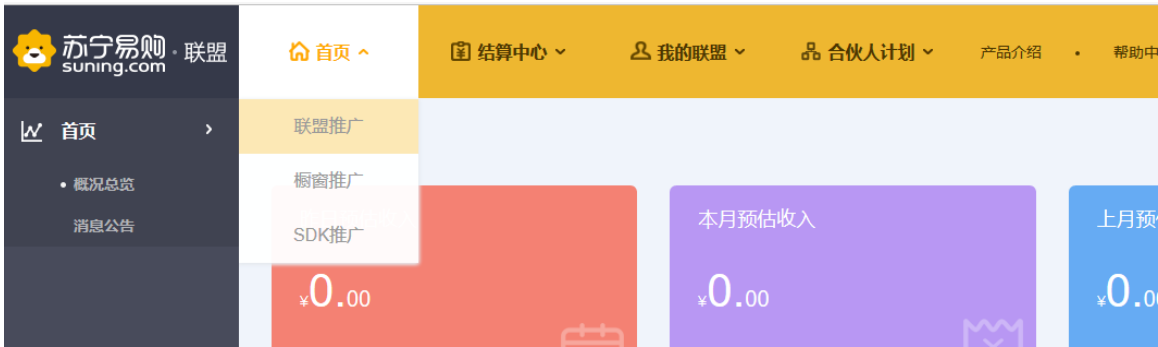 苏宁易购 · 联盟
suning.com
首页
结算中心
我的联盟
合伙人计划
产品介绍
•
帮助中
首页
• 概况总览
消息公告
联盟推广
橱窗推广
SDK推广
本月预估收入
上月预
¥0.00
¥0.00
¥0.0